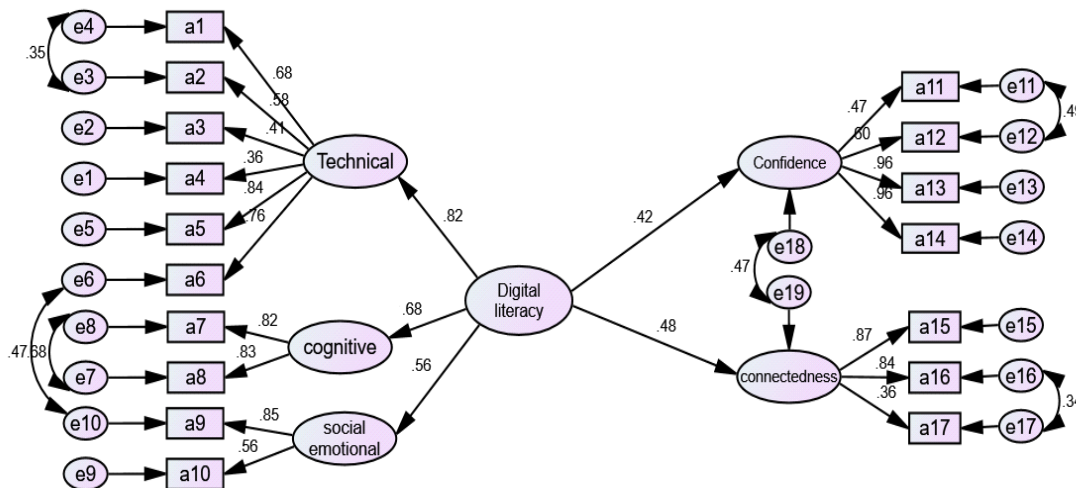 e4
a1
.35
.68
e3
a2
.58
e2
a3
.41
Technical
e1
a4
.36
.84
e5
a5
.76
e6
a6
.82
e8
a7
.82
.68
cognitive
.47
.68
e7
a8
.83
e10
a9
.85
.56
social
emotional
e9
a10
.56
Digital
literacy
.42
.48
Confidence
.47
a11
e11
.49
.60
a12
e12
.96
a13
e13
.96
a14
e14
e18
.47
e19
connectedness
.87
a15
e15
.84
a16
e16
.34
.36
a17
e17